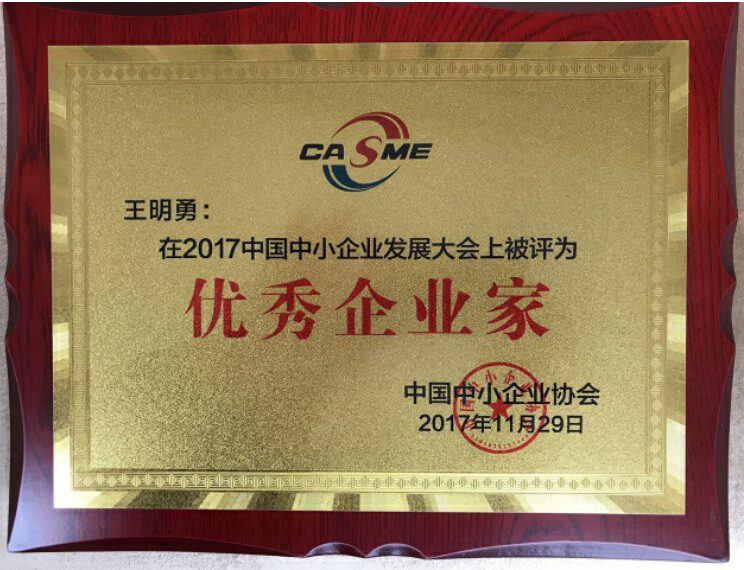 CASME
王明勇：
在2017中国中小企业发展大会上被评为
优秀企业家
中国中小企业协会
2017年11月29日